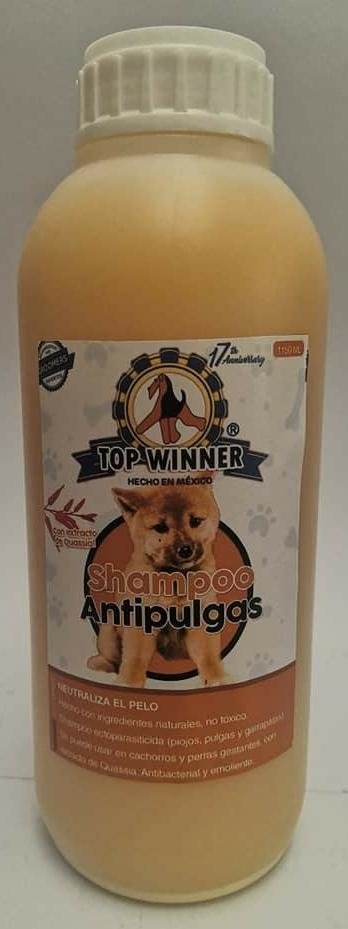 GROOMERS
17th Anniversary
1150 ML
TOP WINNER
®
HECHO EN MÉXICO
Con extracto
de Quassia
Shampoo
Antipulgas
NEUTRALIZA EL PELO
Hecho con ingredientes naturales, no tóxico.
Shampoo ectoparasiticida (piojos, pulgas y garrapatas)
Se puede usar en cachorros y perras gestantes, con
extracto de Quassia: Antibacterial y emoliente.